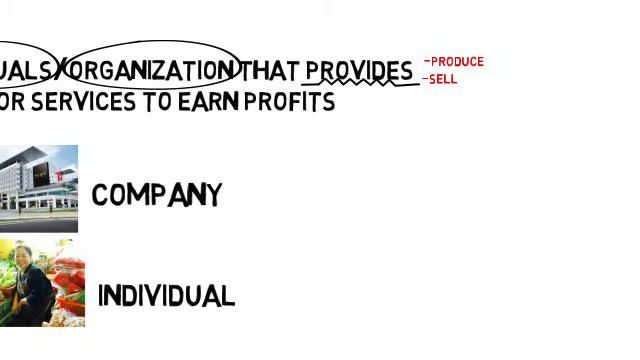 UALS/ORGANIZATION THAT PROVIDES
-PRODUCE
-SELL
OR SERVICES TO EARN PROFITS
COMPANY
INDIVIDUAL